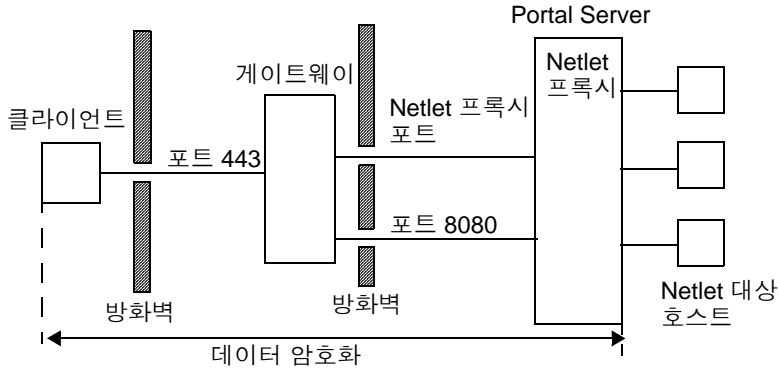 Portal Server
Netlet
프록시
게이트웨이
Netlet 프록시
포트
클라이언트
포트 443
포트 8080
방화벽
방화벽
Netlet 대상
호스트
데이터 암호화